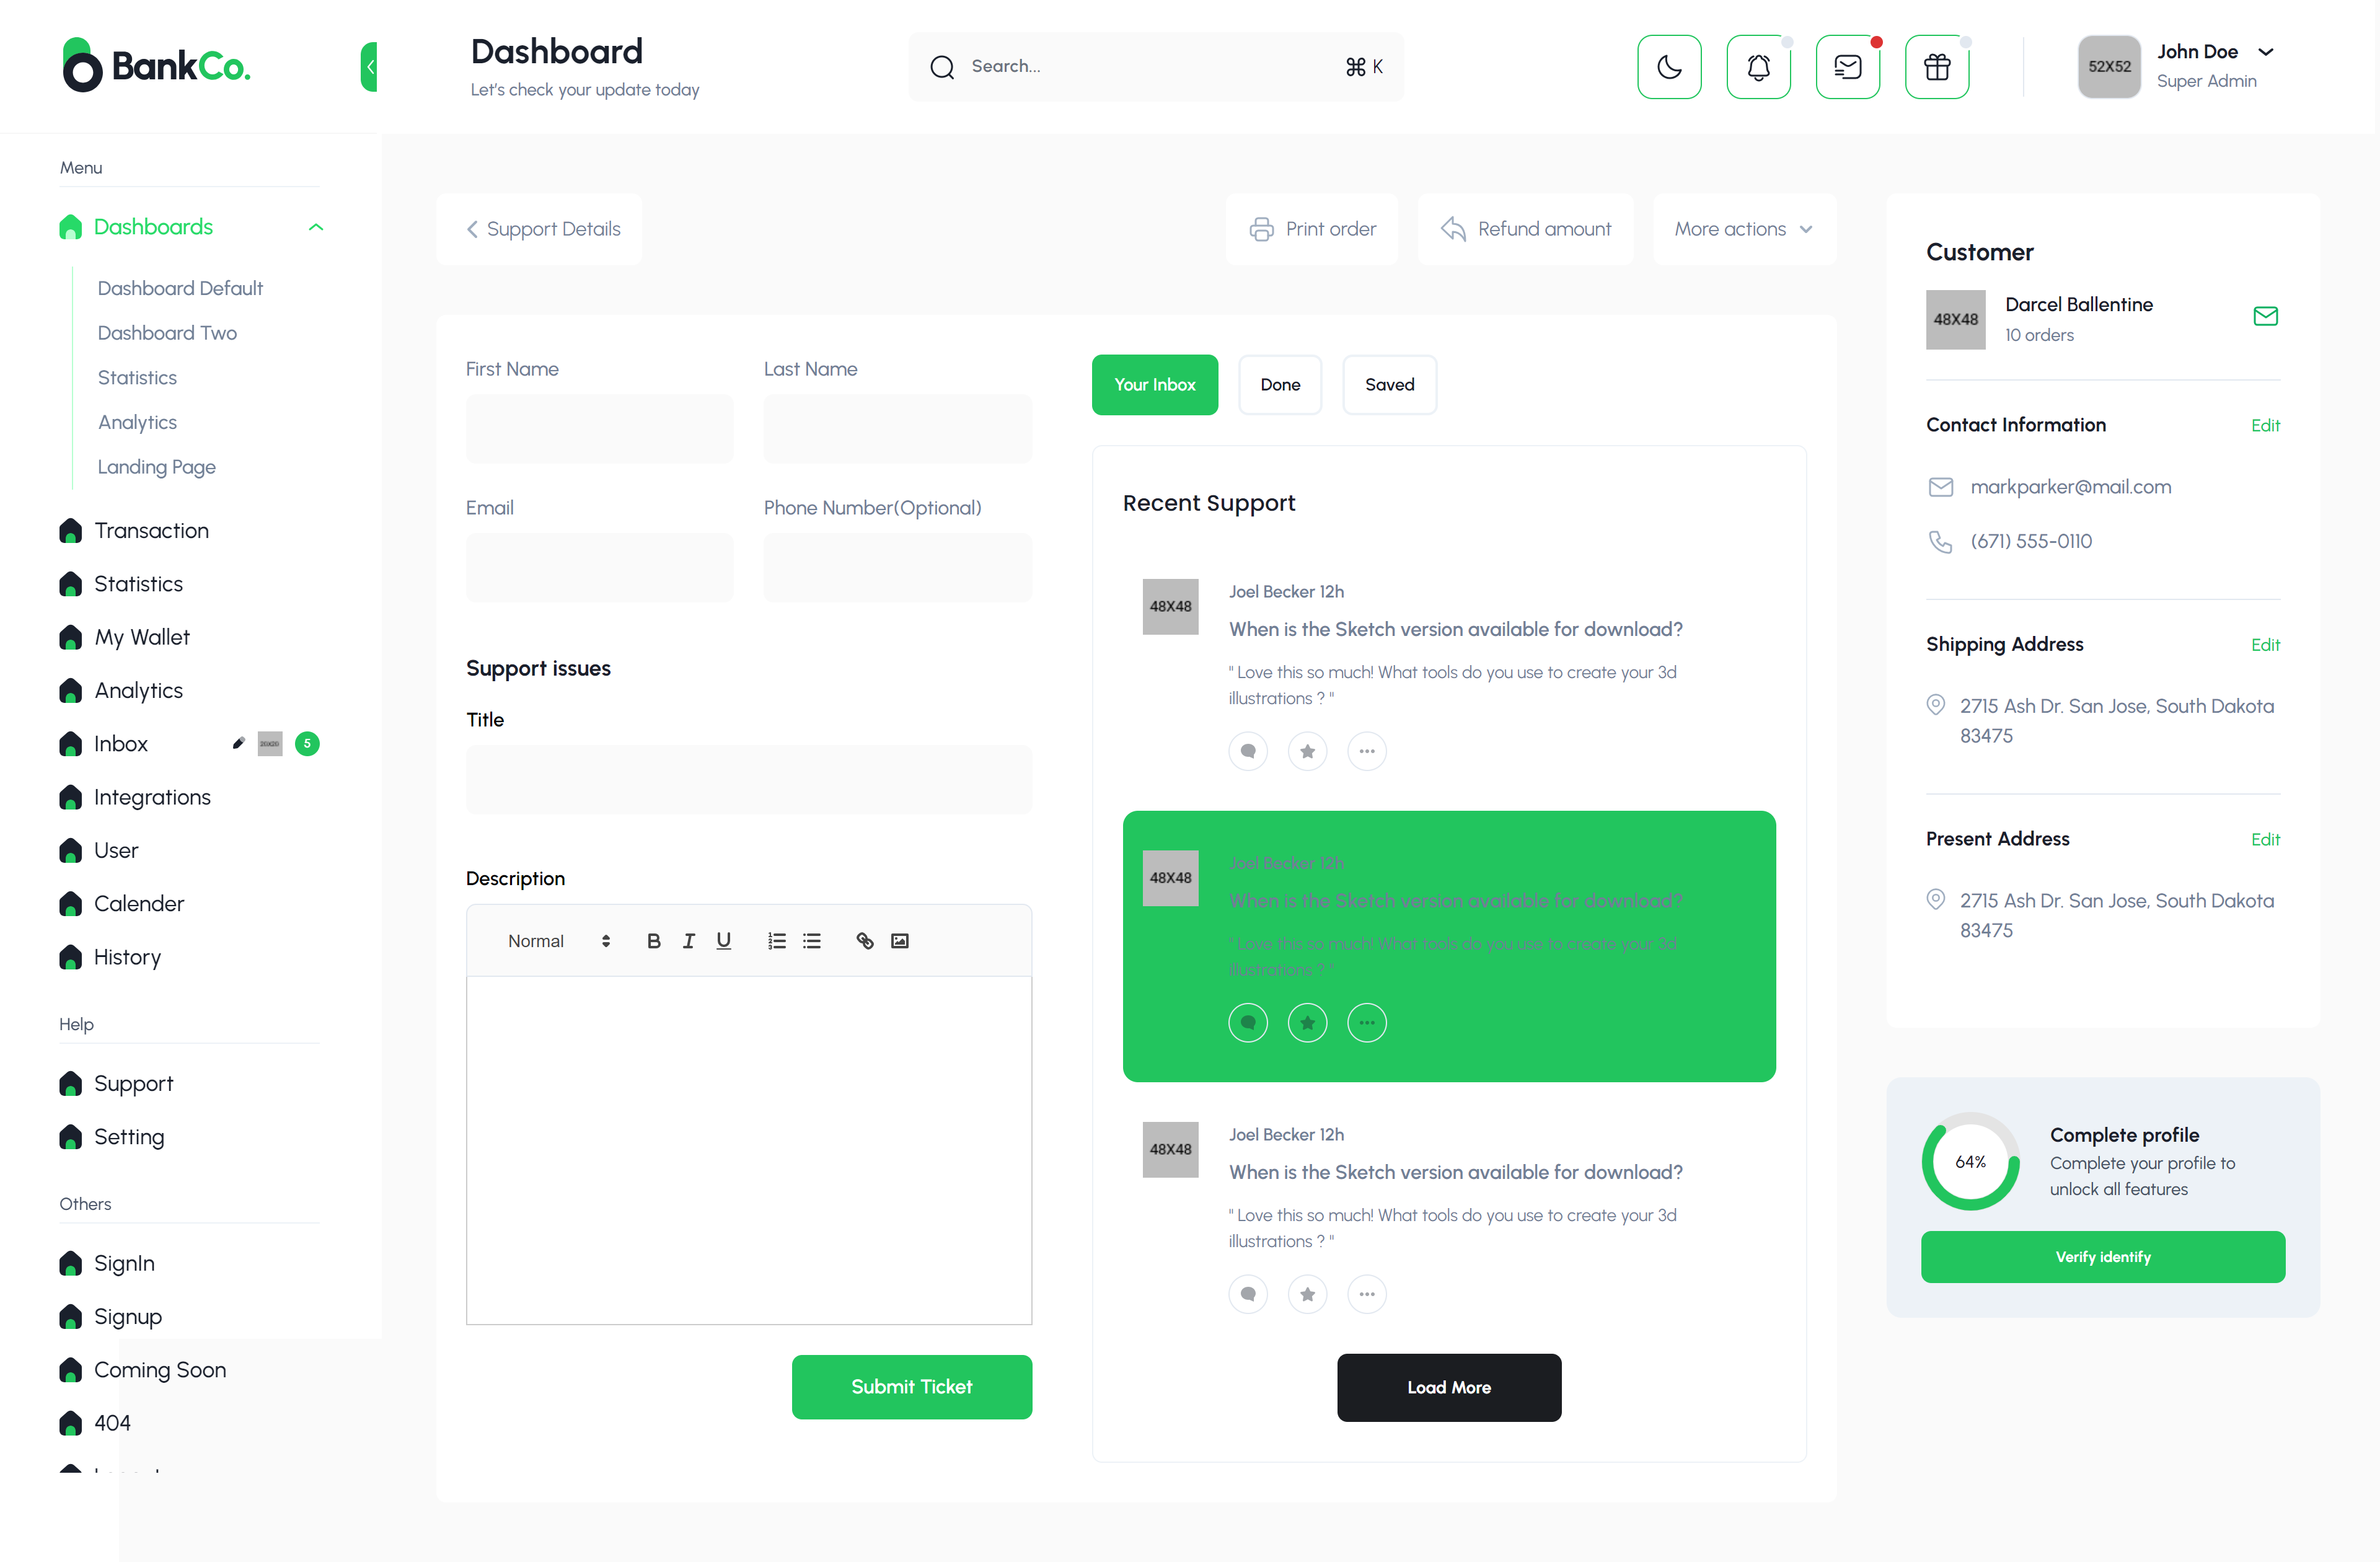 BankCo.
Dashboard
Let's check your update today
Search...
⌘ K
52X52
John Doe
Super Admin
Menu
Dashboards
Dashboard Default
Dashboard Two
Statistics
Analytics
Landing Page
Transaction
Statistics
My Wallet
Analytics
Inbox
20X20
5
Integrations
User
Calender
History
Help
Support
Setting
Others
SignIn
Signup
Coming Soon
404
Support Details
Print order
Refund amount
More actions
First Name
Last Name
Email
Phone Number(Optional)
Support issues
Title
Description
Normal
Submit Ticket
Your Inbox
Done
Saved
Recent Support
48X48
Joel Becker 12h
When is the Sketch version available for download?
" Love this so much! What tools do you use to create your 3d
illustrations ? "
48X48
Joel Becker 12h
When is the Sketch version available for download?
" Love this so much! What tools do you use to create your 3d
illustrations ? "
48X48
Joel Becker 12h
When is the Sketch version available for download?
" Love this so much! What tools do you use to create your 3d
illustrations ? "
Load More
Customer
48X48
Darcel Ballentine
10 orders
Contact Information
Edit
markparker@mail.com
(671) 555-0110
Shipping Address
Edit
2715 Ash Dr. San Jose, South Dakota
83475
Present Address
Edit
2715 Ash Dr. San Jose, South Dakota
83475
64%
Complete profile
Complete your profile to
unlock all features
Verify identify